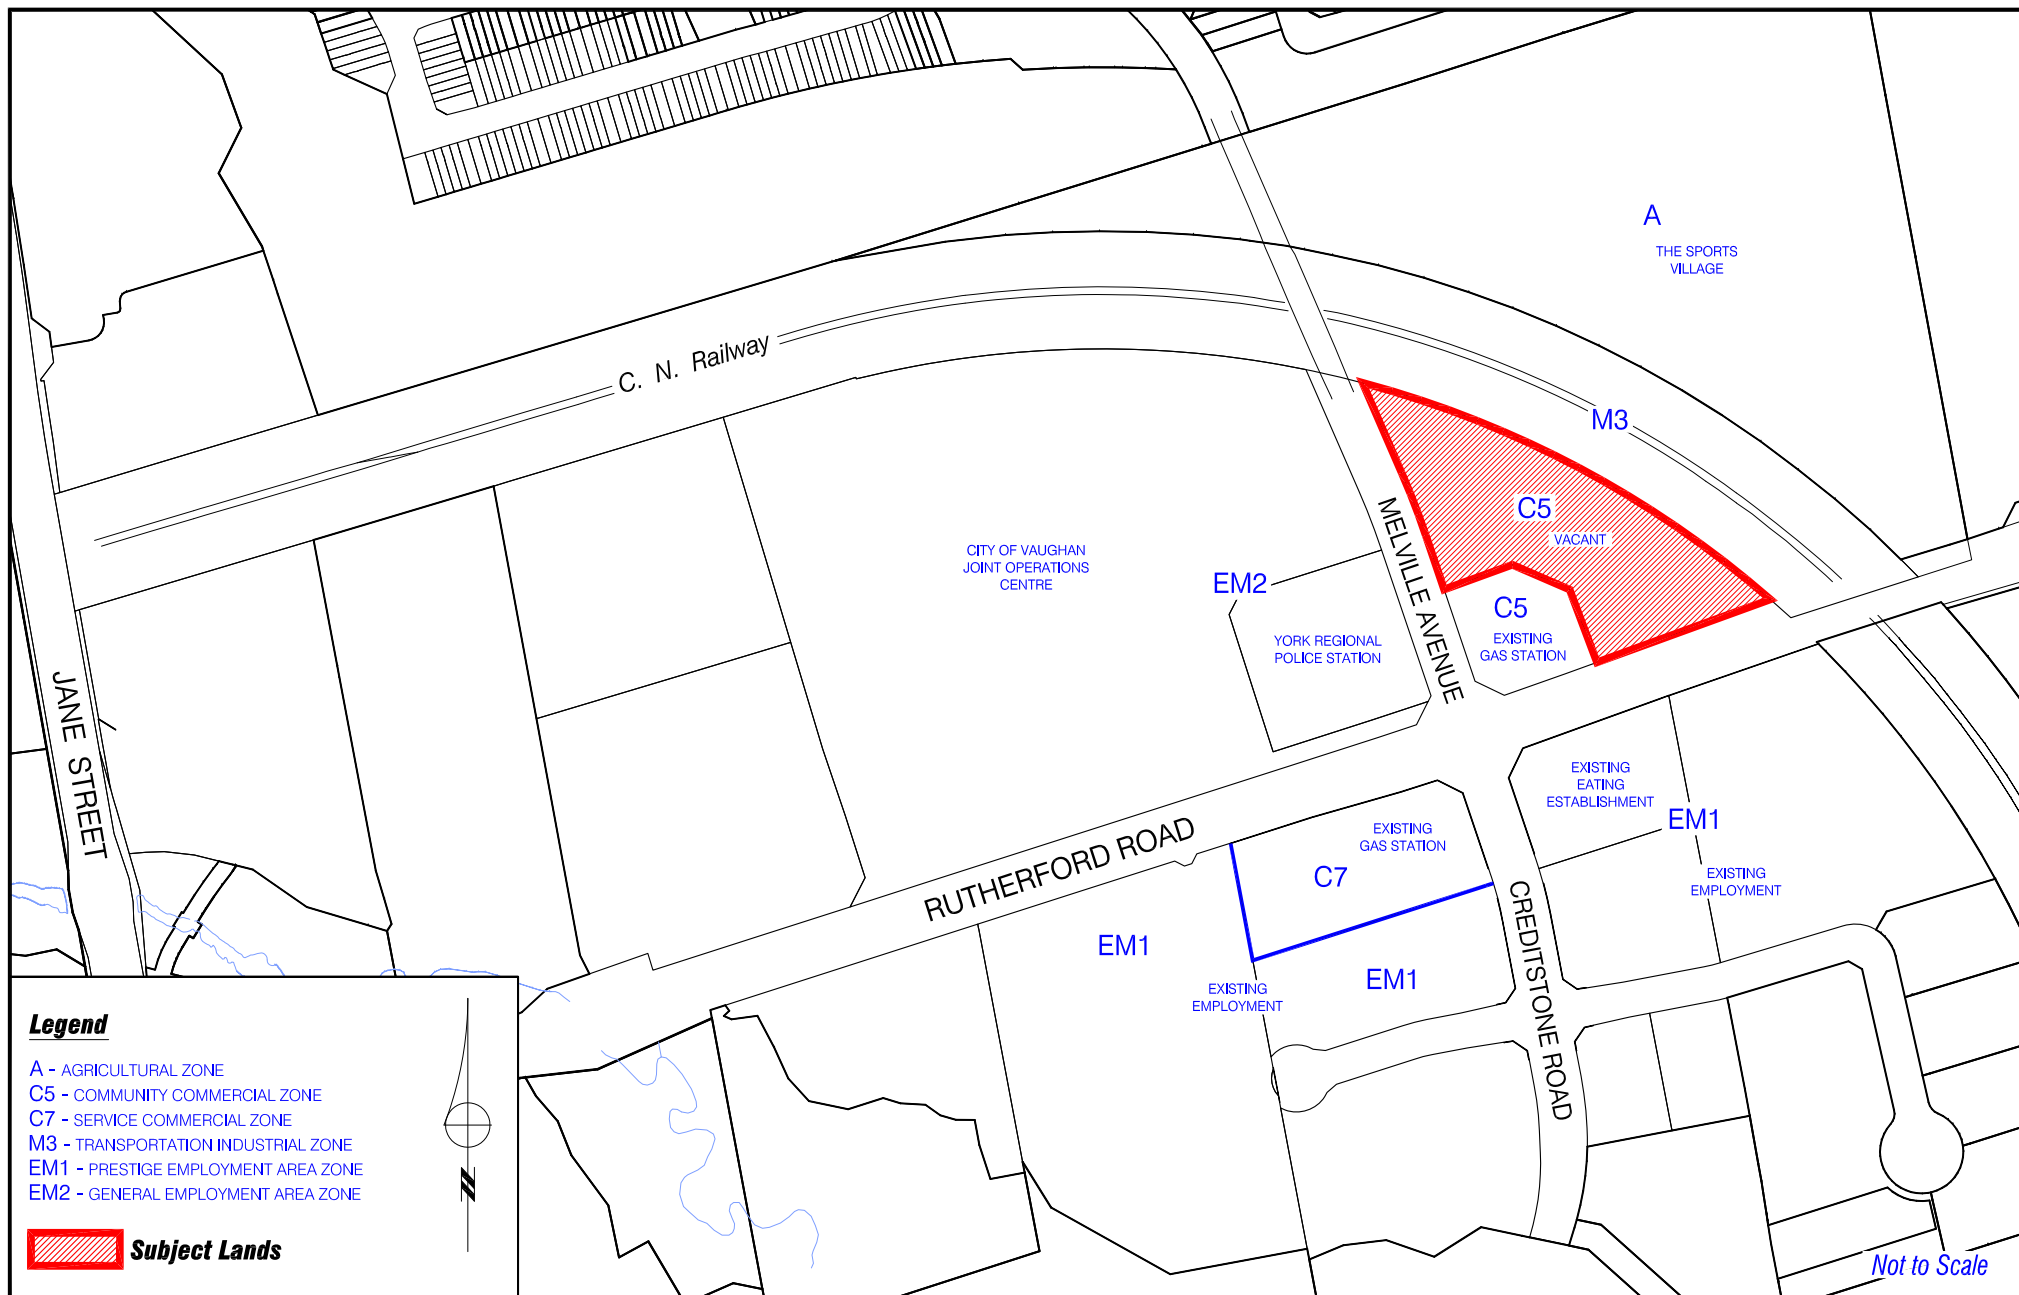 A
THE SPORTS
VILLAGE
C. N. Railway
M3
C5
VACANT
CITY OF VAUGHAN
JOINT OPERATIONS
CENTRE
EM2
MELVILLE AVENUE
C5
EXISTING
GAS STATION
YORK REGIONAL
POLICE STATION
JANE STREET
EXISTING
EATING
ESTABLISHMENT
EM1
RUTHERFORD ROAD
EXISTING
GAS STATION
C7
EXISTING
EMPLOYMENT
CREDITSTONE ROAD
EM1
EM1
EXISTING
EMPLOYMENT
Legend
A - AGRICULTURAL ZONE
C5 - COMMUNITY COMMERCIAL ZONE
C7 - SERVICE COMMERCIAL ZONE
M3 - TRANSPORTATION INDUSTRIAL ZONE
EM1 - PRESTIGE EMPLOYMENT AREA ZONE
EM2 - GENERAL EMPLOYMENT AREA ZONE
N
Subject Lands
Not to Scale